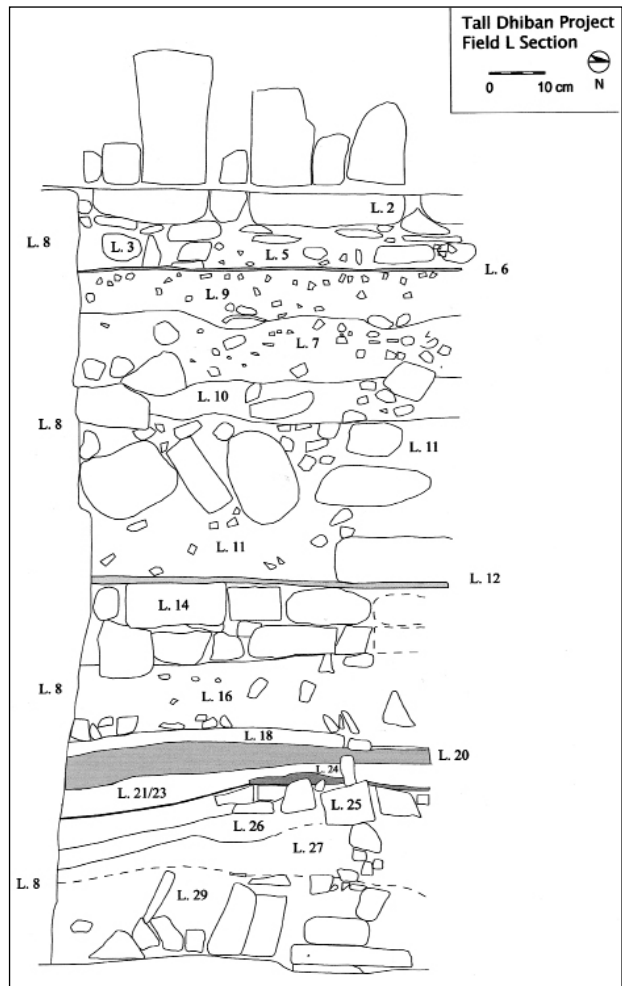 Tall Dhiban Project
Field L Section
0 10 cm N
L. 2
L. 8 L. 3 L. 5
L. 6
L. 9
L. 7
L. 10
L. 8 L. 11
L. 11
L. 12
L. 14
L. 8 L. 16
L. 18
L. 20
L. 24
L. 21/23 L. 25
L. 26
L. 27
L. 8 L. 29